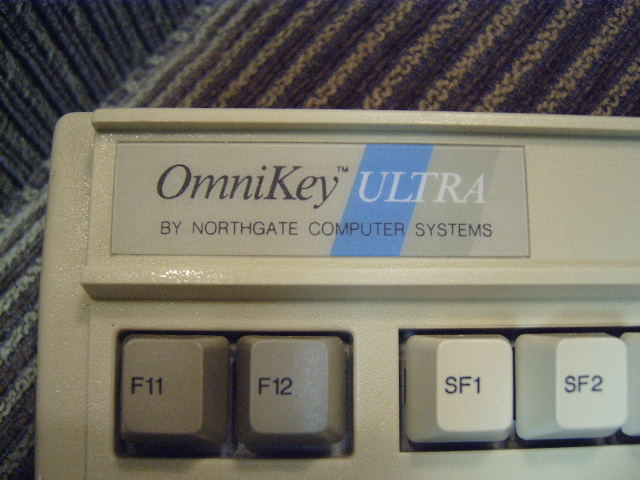 OmniKey™ ULTRA
BY NORTHGATE COMPUTER SYSTEMS
F11 F12 SF1 SF2